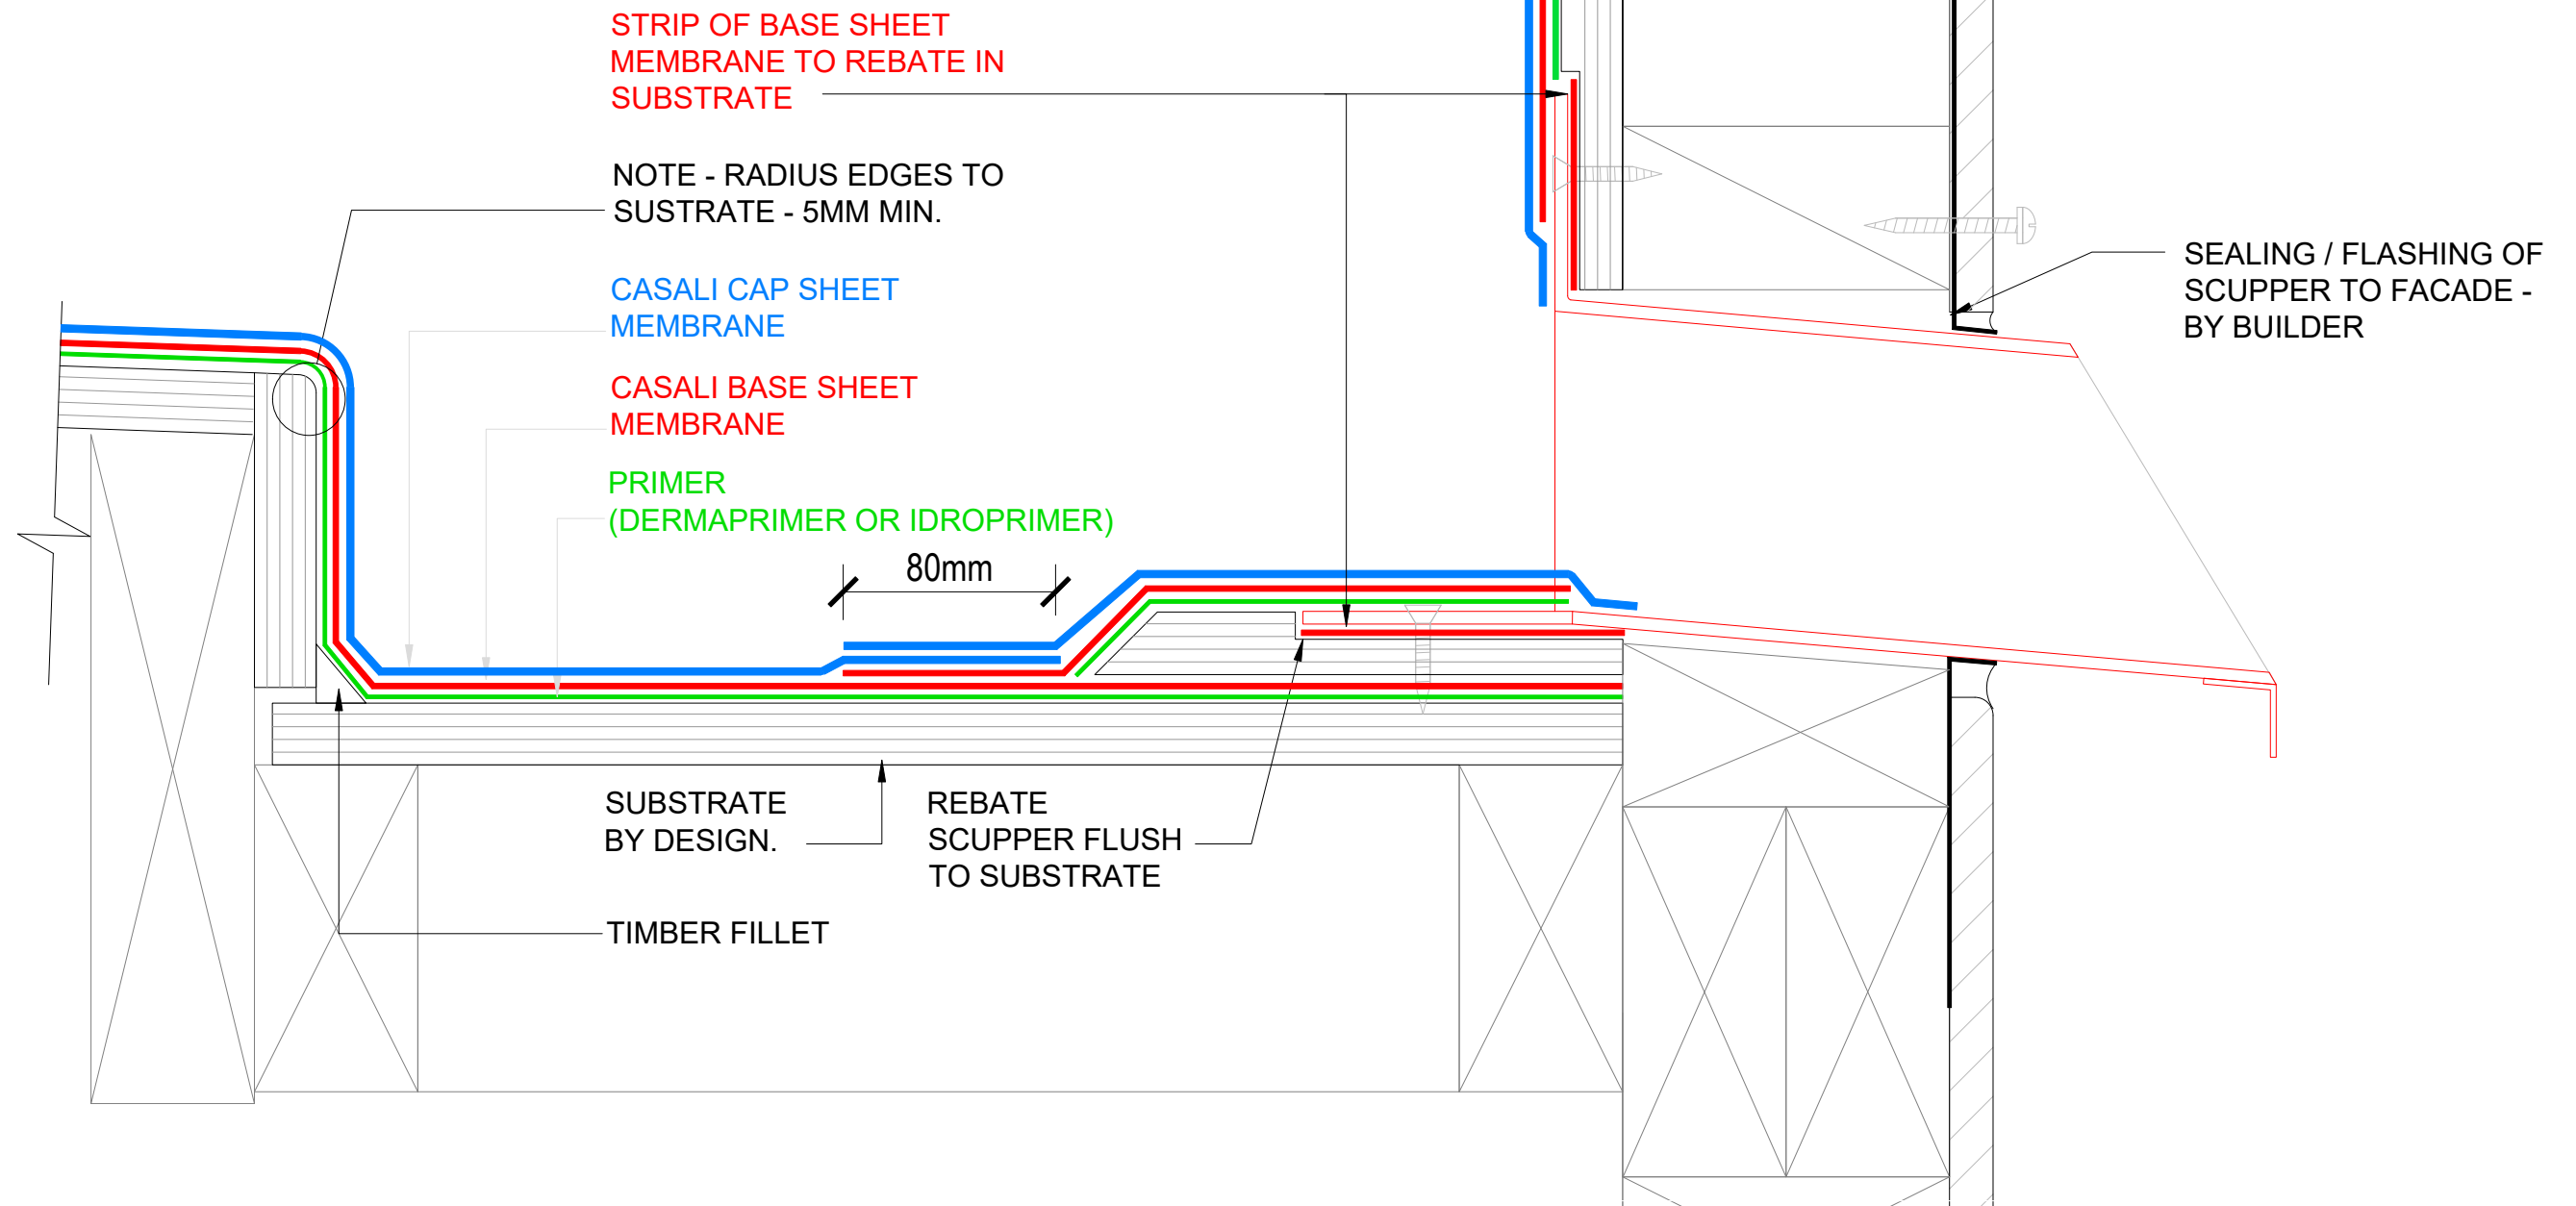 STRIP OF BASE SHEET
MEMBRANE TO REBATE IN
SUBSTRATE
NOTE - RADIUS EDGES TO
SUSTRATE - 5MM MIN.
SEALING / FLASHING OF
SCUPPER TO FACADE -
BY BUILDER
CASALI CAP SHEET
MEMBRANE
CASALI BASE SHEET
MEMBRANE
PRIMER
(DERMAPRIMER OR IDROPRIMER)
80mm
SUBSTRATE
BY DESIGN.
REBATE
SCUPPER FLUSH
TO SUBSTRATE
TIMBER FILLET